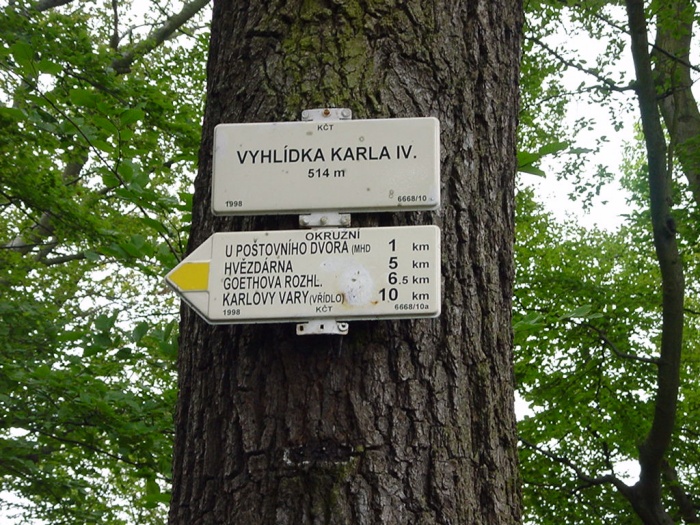 KČT
VYHLÍDKA KARLA IV.
514 m
1998 6668/10
OKRUŽNÍ
U POŠTOVNÍHO DVORA (MHD 1 km
HVĚZDÁRNA 5 km
GOETHOVA ROZHL. 6.5 km
KARLOVY VARY (VŘÍDLO) 10 km
1998 KČT 6668/10a